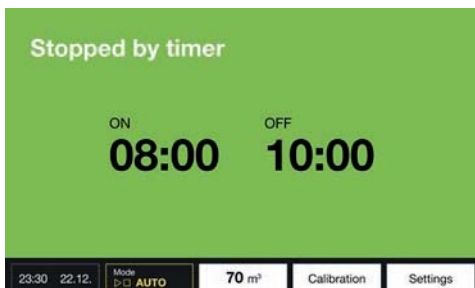 Stopped by timer
ON OFF
08:00 10:00
23:30 22.12. Mode AUTO 70 m³ Calibration Settings